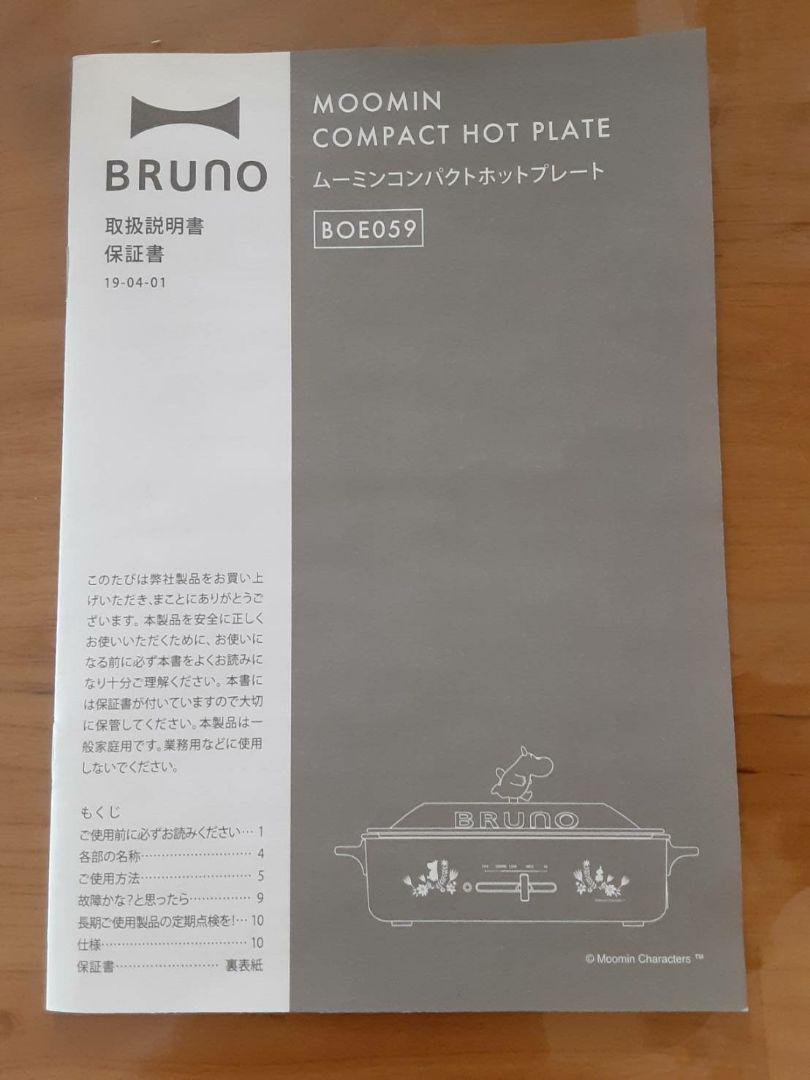 BRUNO
取扱説明書
保証書
19-04-01
MOOMIN
COMPACT HOT PLATE
ムーミンコンパクトホットプレート
BOE059
このたびは弊社製品をお買い上
げいただき、まことにありがとうご
ざいます。本製品を安全に正しく
お使いいただくために、お使いに
なる前に必ず本書をよくお読みに
なり十分ご理解ください。本書に
は保証書が付いていますので大切
に保管してください。本製品は一
般家庭用です。業務用などに使用
しないでください。
もくじ
ご使用前に必ずお読みください… 1
各部の名称………………………… 4
ご使用方法………………………… 5
故障かな?と思ったら…………… 9
長期ご使用製品の定期点検を!… 10
仕様……………………………… 10
保証書…………………… 裏表紙
BRUNO
© Moomin Characters ™